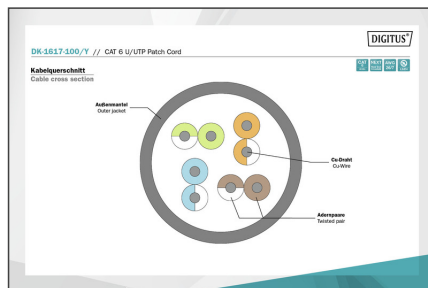 DIGITUS®
DK-1617-100/Y // CAT 6 U/UTP Patch Cord
Kabelquerschnitt
Cable cross section
Außenmantel
Outer jacket
Cu-Draht
Cu-Wire
Adernpaare
Twisted pair